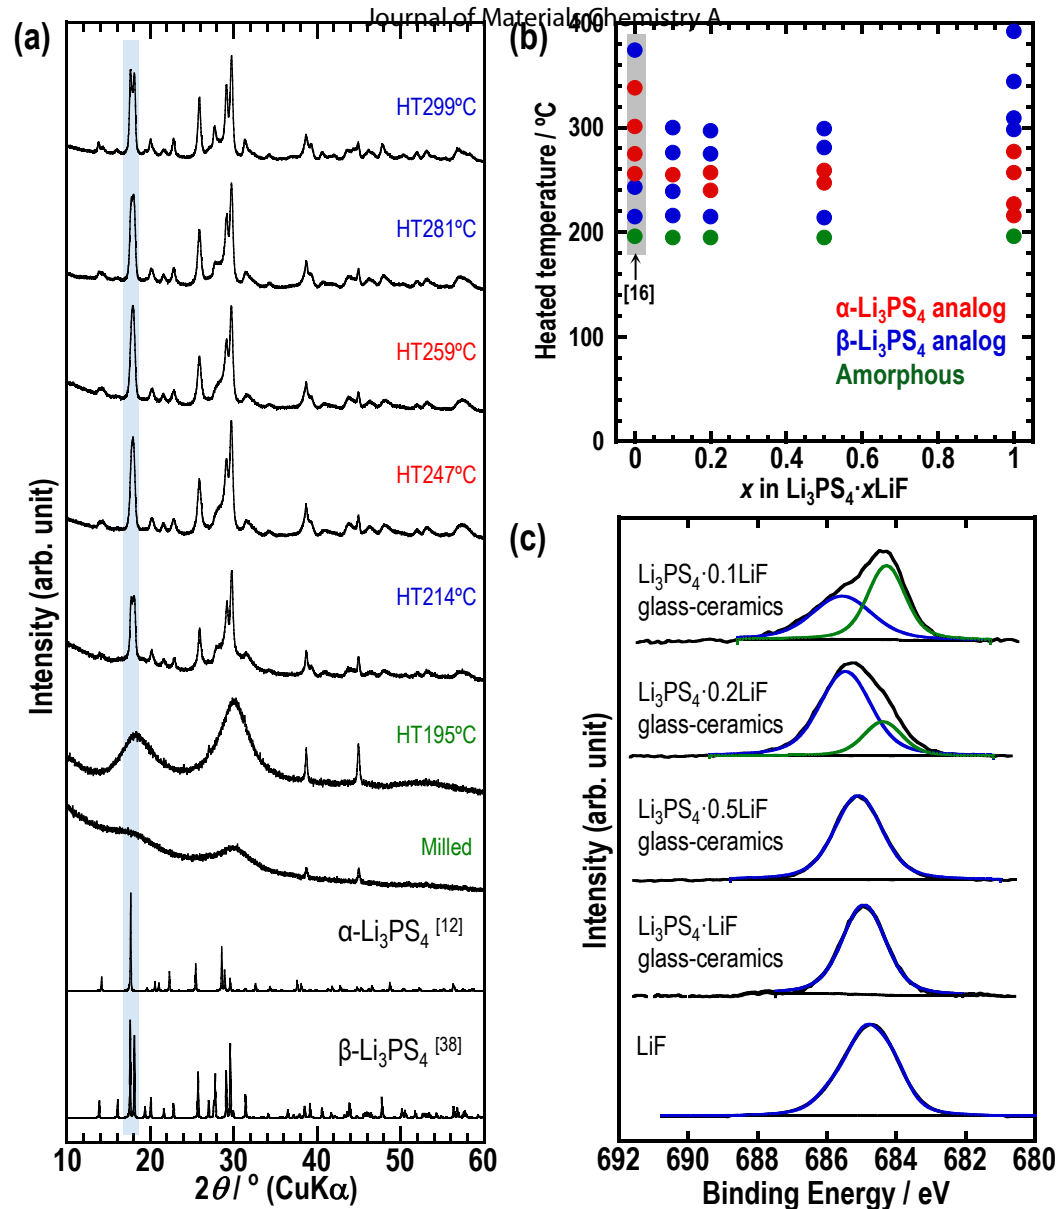 Journal of Materials Chemistry A
(a)
HT299ºC
HT281ºC
HT259ºC
HT247ºC
HT214ºC
HT195ºC
Milled
α-Li₃PS₄ [12]
β-Li₃PS₄ [38]
Intensity (arb. unit)
10 20 30 40 50 60
2θ / º (CuKα)
(b)
400
300
200
100
0
Heated temperature / ºC
[16]
α-Li₃PS₄ analog
β-Li₃PS₄ analog
Amorphous
0 0.2 0.4 0.6 0.8 1
x in Li₃PS₄·xLiF
(c)
Li₃PS₄·0.1LiF
glass-ceramics
Li₃PS₄·0.2LiF
glass-ceramics
Li₃PS₄·0.5LiF
glass-ceramics
Li₃PS₄·LiF
glass-ceramics
LiF
Intensity (arb. unit)
692 690 688 686 684 682 680
Binding Energy / eV